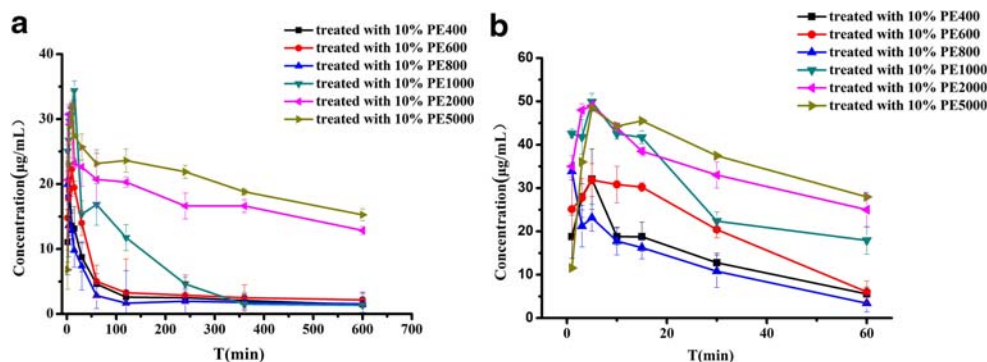 a
treated with 10% PE400
treated with 10% PE600
treated with 10% PE800
treated with 10% PE1000
treated with 10% PE2000
treated with 10% PE5000
Concentration(μg/mL)
40
30
20
10
0
0 100 200 300 400 500 600 700
T(min)
b
treated with 10% PE400
treated with 10% PE600
treated with 10% PE800
treated with 10% PE1000
treated with 10% PE2000
treated with 10% PE5000
Concentration(μg/mL)
60
50
40
30
20
10
0
0 20 40 60
T(min)